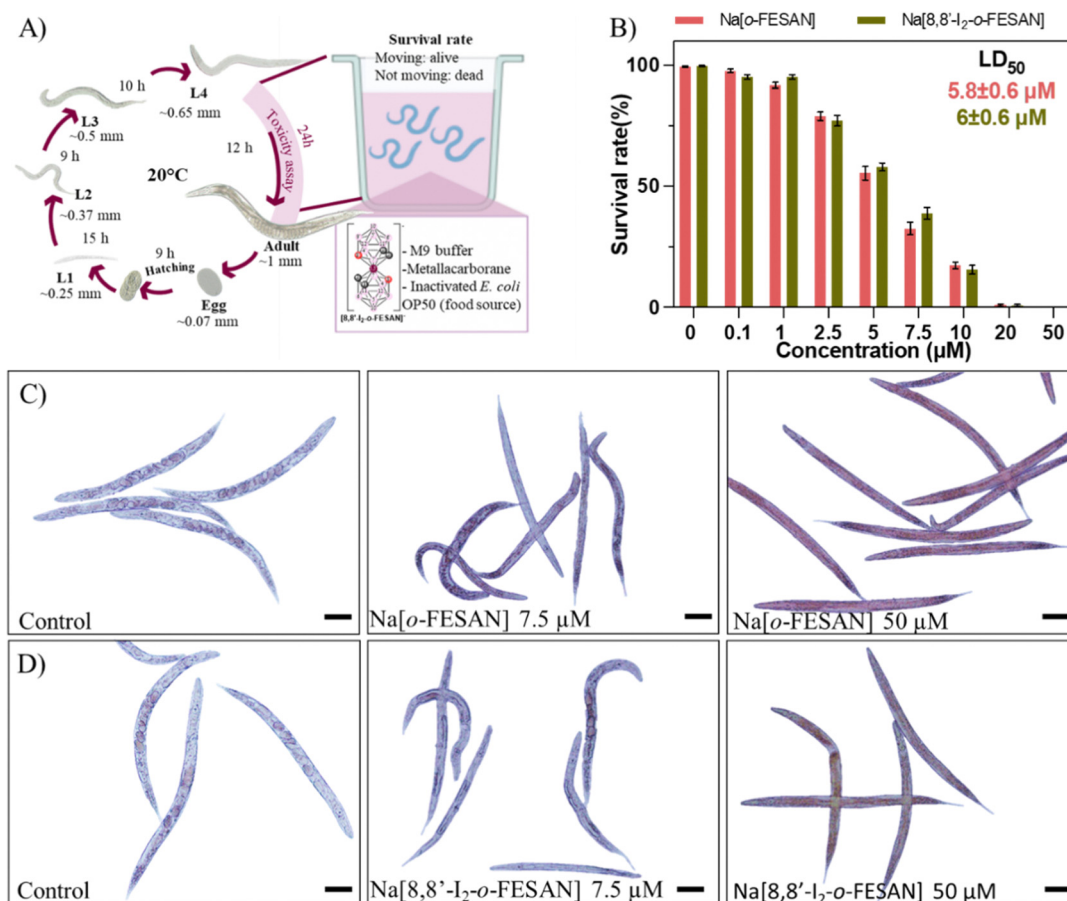 A)
10 h
L4
~0.65 mm
L3
~0.5 mm
9 h
L2
~0.37 mm
15 h
L1
~0.25 mm
9 h
Hatching
Egg
~0.07 mm
Adult
~1 mm
20°C
12 h
Toxicity assay
24h
Survival rate
Moving: alive
Not moving: dead
- M9 buffer
-Metallacarborane
- Inactivated E. coli
OP50 (food source)
[8,8'-I₂-o-FESAN]⁻
B)
Na[o-FESAN]
Na[8,8'-I₂-o-FESAN]
LD₅₀
5.8±0.6 µM
6±0.6 µM
Survival rate(%)
100
50
0
0 0.1 1 2.5 5 7.5 10 20 50
Concentration (µM)
C)
Control
Na[o-FESAN] 7.5 µM
Na[o-FESAN] 50 µM
D)
Control
Na[8,8’-I₂-o-FESAN] 7.5 µM
Na[8,8’-I₂-o-FESAN] 50 µM